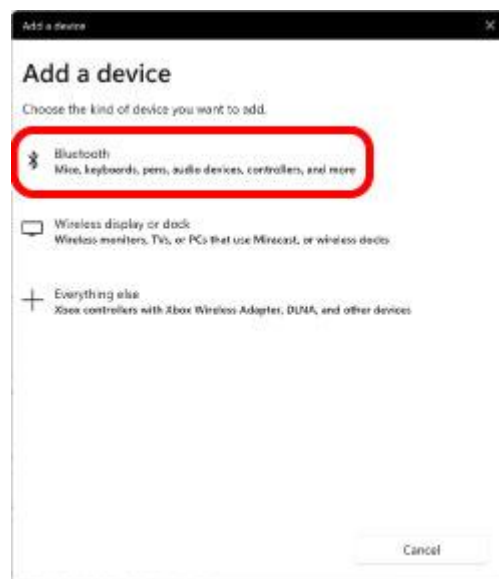 Add a device
Add a device
Choose the kind of device you want to add.
Bluetooth
Mice, keyboards, pens, audio devices, controllers, and more
Wireless display or dock
Wireless monitors, TVs, or PCs that use Miracast, or wireless docks
Everything else
Xbox controllers with Xbox Wireless Adapter, DLNA, and other devices
Cancel